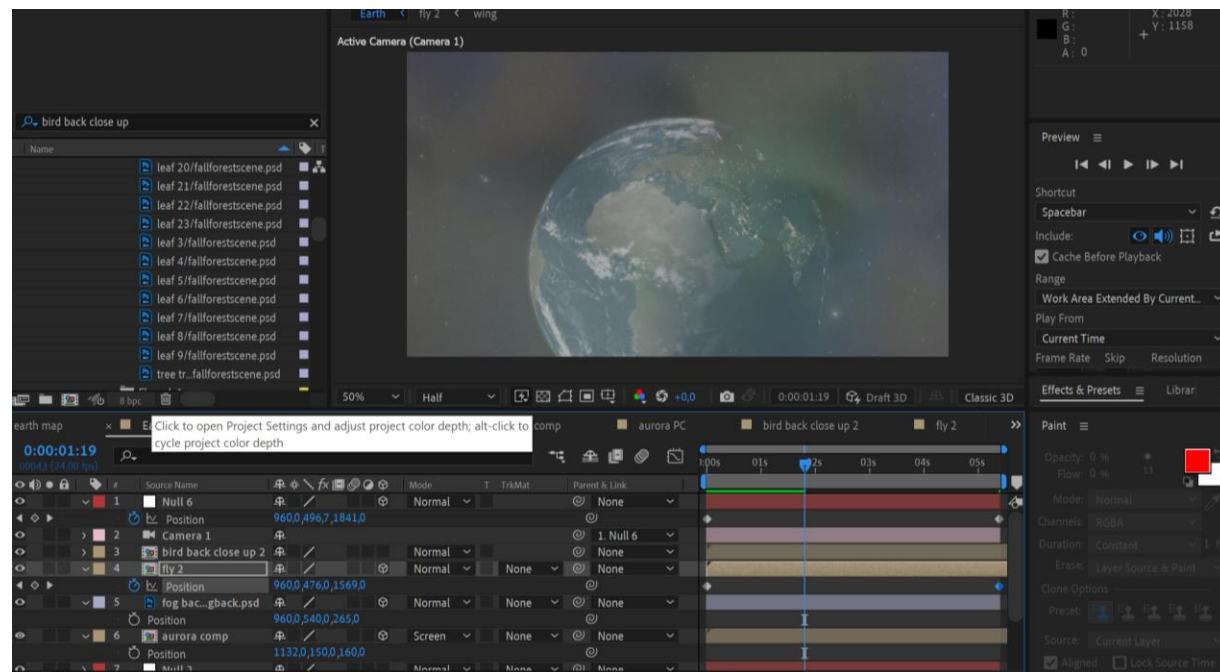 Earth < fly 2 < wing
Active Camera (Camera 1)
R:
G:
B:
A: 0
X: 2028
Y: 1158
bird back close up
Name
leaf 20/fallforestscene.psd
leaf 21/fallforestscene.psd
leaf 22/fallforestscene.psd
leaf 23/fallforestscene.psd
leaf 3/fallforestscene.psd
leaf 4/fallforestscene.psd
leaf 5/fallforestscene.psd
leaf 6/fallforestscene.psd
leaf 7/fallforestscene.psd
leaf 8/fallforestscene.psd
leaf 9/fallforestscene.psd
tree tr...fallforestscene.psd
8 bpc
50%
Half
+0,0
0:00:01:19
Draft 3D
Classic 3D
Preview
Shortcut
Spacebar
Include:
Cache Before Playback
Range
Work Area Extended By Current...
Play From
Current Time
Frame Rate Skip Resolution
Effects & Presets
Librar
earth map
Click to open Project Settings and adjust project color depth; alt-click to
cycle project color depth
comp
aurora PC
bird back close up 2
fly 2
0:00:01:19
00043 (24.00 fps)
:00s 01s 02s 03s 04s 05s
# Source Name Mode T TrkMat Parent & Link
1 Null 6 Normal None
Position 960,0,496,7,1841,0
2 Camera 1 1. Null 6
3 bird back close up 2 Normal None
4 fly 2 Normal None None
Position 960,0,476,0,1569,0
5 fog bac...gback.psd Normal None None
Position 960,0,540,0,265,0
6 aurora comp Screen None None
Position 1132,0,150,0,160,0
7 Null 3 Normal None None
Paint
Opacity: 0 %
Flow: 0 %
Mode: Normal
Channels: RGBA
Duration: Constant
Erase: Layer Source & Paint
Clone Options
Preset:
Source: Current Layer
Aligned Lock Source Time